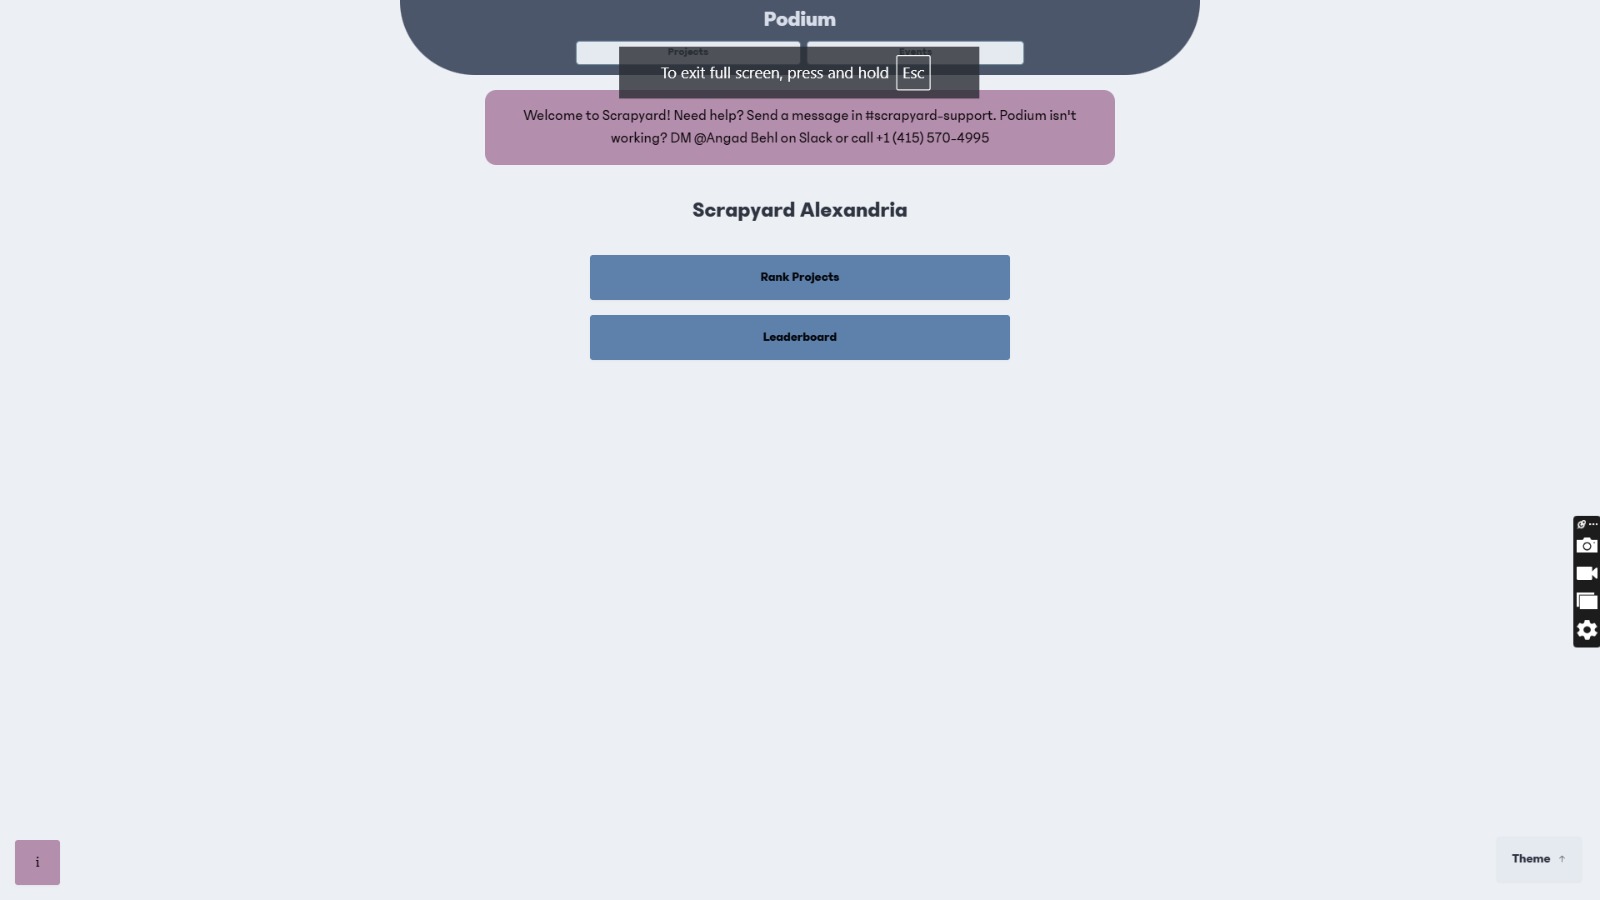 Podium
Projects
Events
To exit full screen, press and hold Esc
Welcome to Scrapyard! Need help? Send a message in #scrapyard-support. Podium isn't
working? DM @Angad Behl on Slack or call +1 (415) 570-4995
Scrapyard Alexandria
Rank Projects
Leaderboard
i
Theme ↑